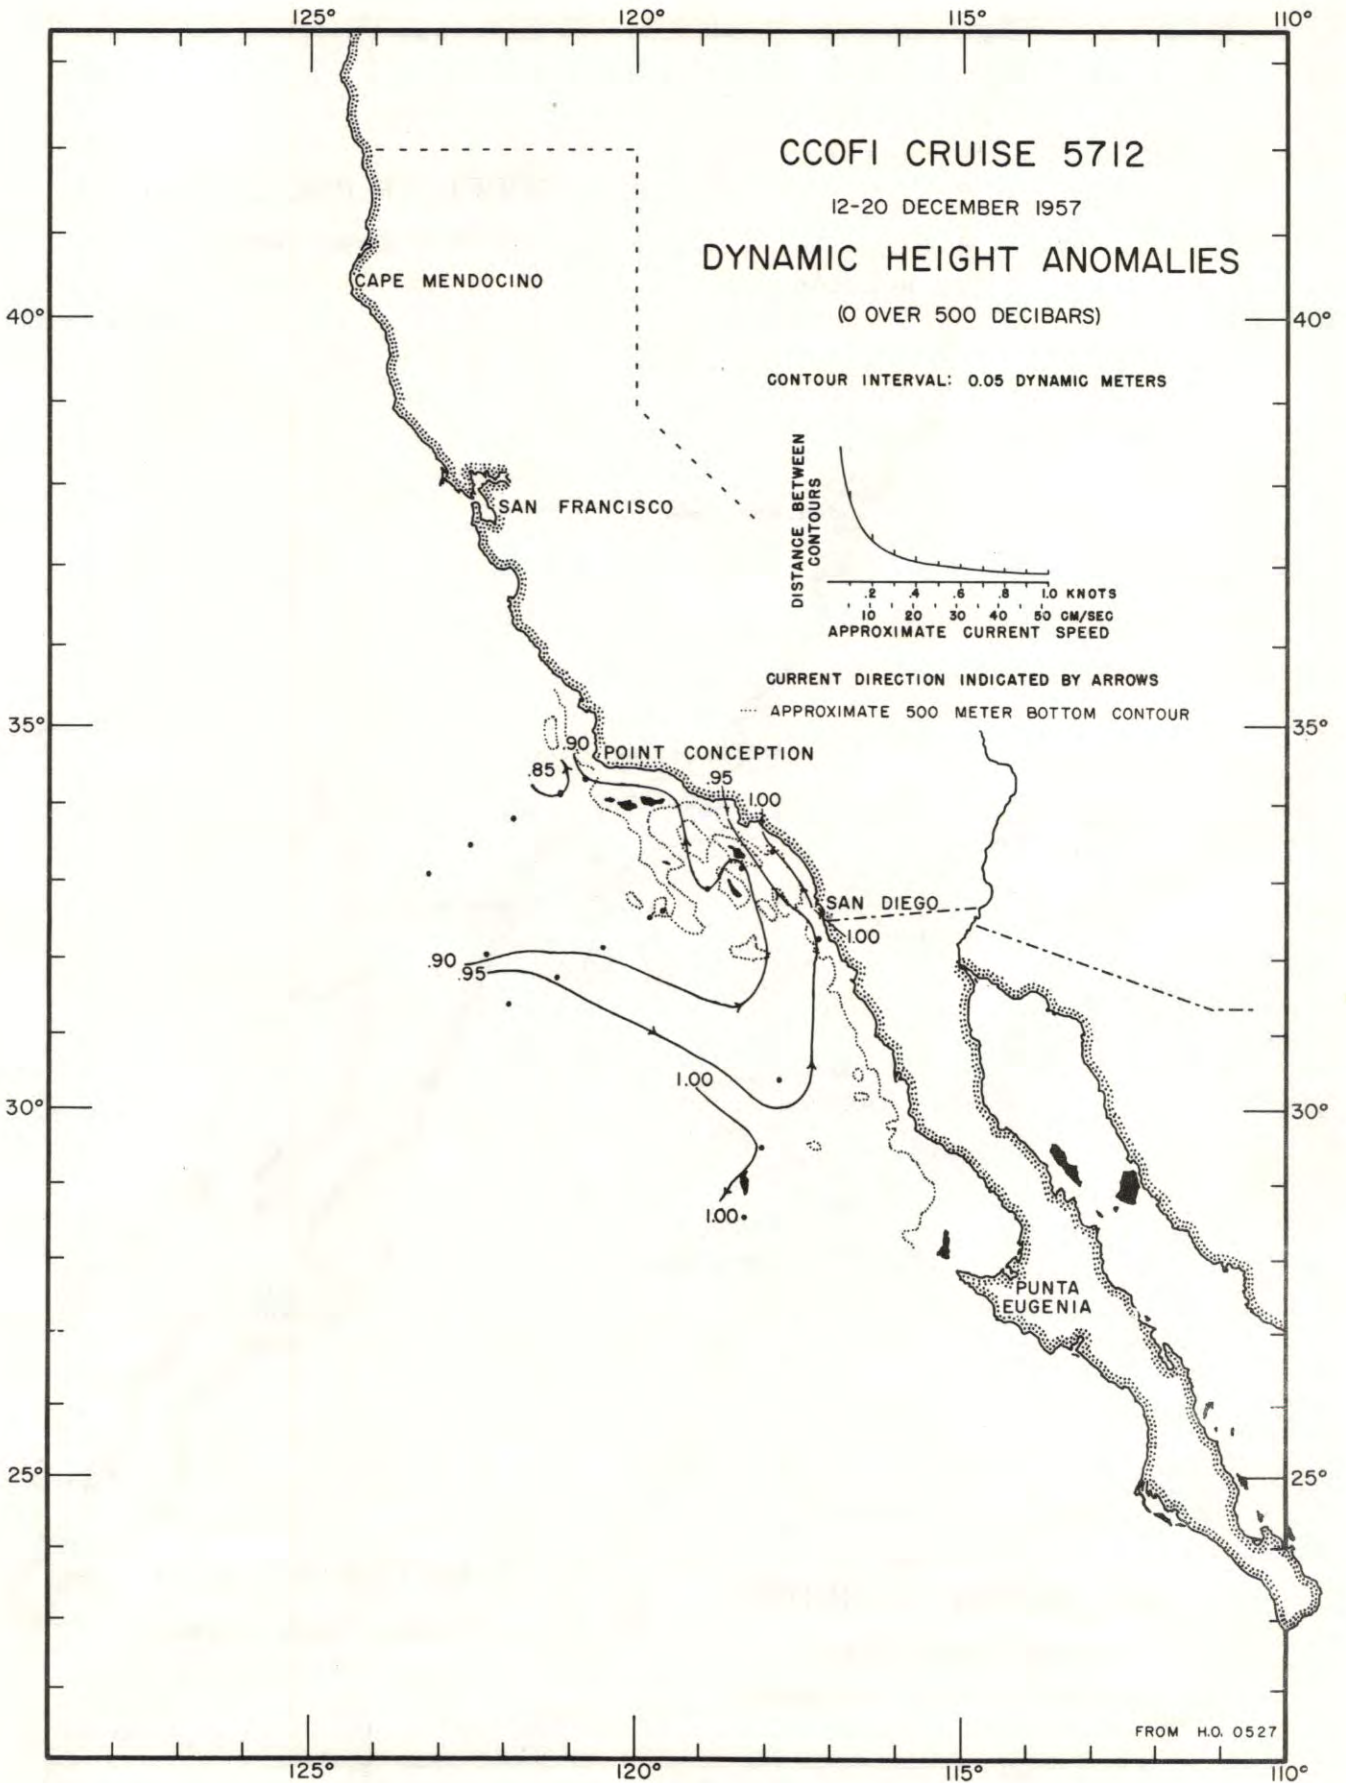 125° 120° 115° 110°
CCOFI CRUISE 5712
12-20 DECEMBER 1957
DYNAMIC HEIGHT ANOMALIES
(0 OVER 500 DECIBARS)
CONTOUR INTERVAL: 0.05 DYNAMIC METERS
CAPE MENDOCINO
40° 40°
DISTANCE BETWEEN
CONTOURS
.2 .4 .6 .8 1.0 KNOTS
10 20 30 40 50 CM/SEC
APPROXIMATE CURRENT SPEED
SAN FRANCISCO
CURRENT DIRECTION INDICATED BY ARROWS
APPROXIMATE 500 METER BOTTOM CONTOUR
35° 35°
.90 POINT CONCEPTION
.85 .95
1.00
SAN DIEGO
1.00
.90
.95
1.00
30° 30°
1.00
PUNTA
EUGENIA
25° 25°
FROM H.O. 0527
125° 120° 115° 110°